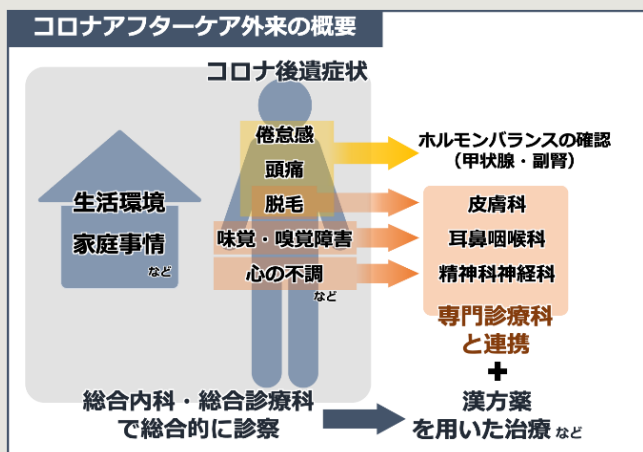 コロナアフターケア外来の概要
コロナ後遺症状
倦怠感
頭痛
脱毛
味覚・嗅覚障害
心の不調
など
生活環境
家庭事情
など
ホルモンバランスの確認
（甲状腺・副腎）
皮膚科
耳鼻咽喉科
精神科神経科
専門診療科
と連携
+
総合内科・総合診療科
で総合的に診察
漢方薬
を用いた治療など